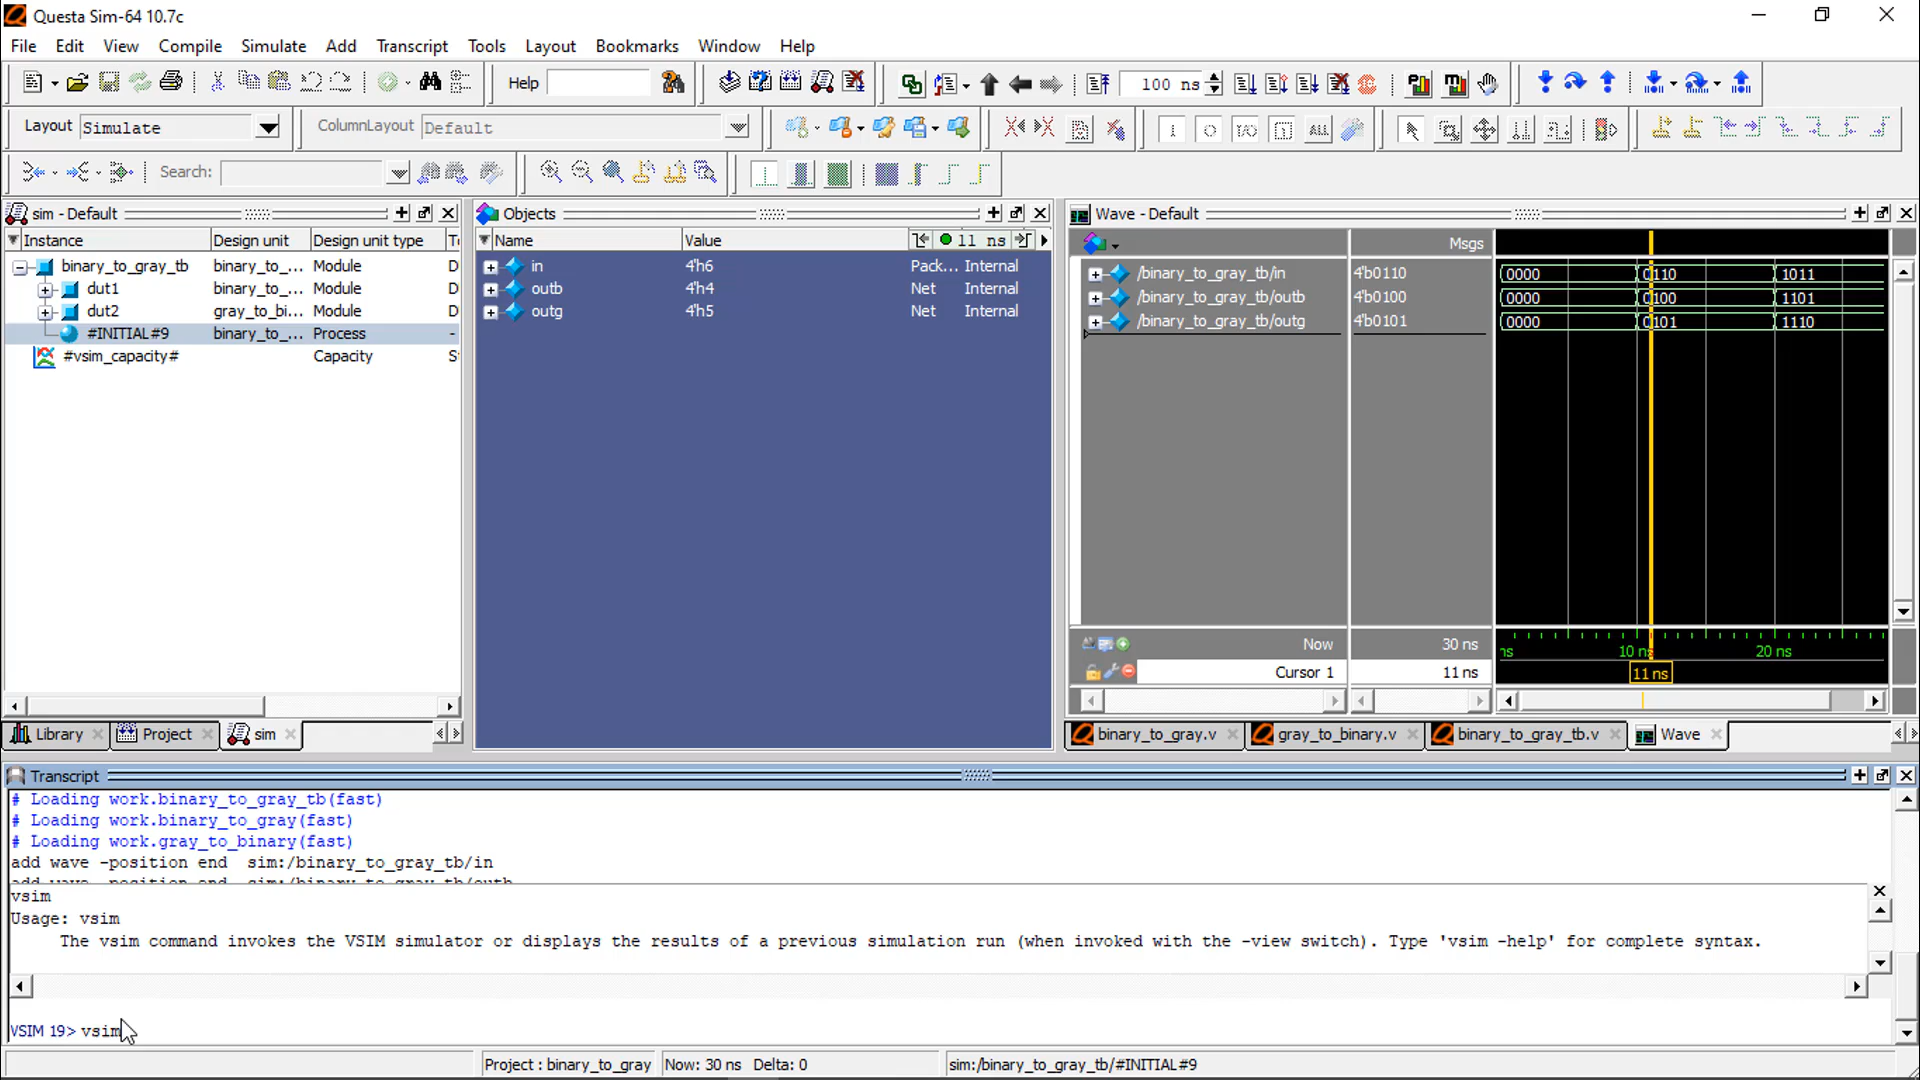 Questa Sim-64 10.7c
File Edit View Compile Simulate Add Transcript Tools Layout Bookmarks Window Help
Help 100 ns
Layout Simulate ColumnLayout Default
ALL
Search:
sim - Default
Instance Design unit Design unit type
binary_to_gray_tb binary_to_... Module D
dut1 binary_to_... Module D
dut2 gray_to_bi... Module D
#INITIAL#9 binary_to_... Process -
#vsim_capacity# Capacity
Library Project sim
Objects
Name Value 11 ns
in 4'h6 Pack... Internal
outb 4'h4 Net Internal
outg 4'h5 Net Internal
Wave - Default
Msgs
/binary_to_gray_tb/in 4'b0110 0000 0110 1011
/binary_to_gray_tb/outb 4'b0100 0000 0100 1101
/binary_to_gray_tb/outg 4'b0101 0000 0101 1110
Now 30 ns ns 10 ns 20 ns
Cursor 1 11 ns 11 ns
binary_to_gray.v gray_to_binary.v binary_to_gray_tb.v Wave
Transcript
# Loading work.binary_to_gray_tb(fast)
# Loading work.binary_to_gray(fast)
# Loading work.gray_to_binary(fast)
add wave -position end sim:/binary_to_gray_tb/in
vsim
Usage: vsim
The vsim command invokes the VSIM simulator or displays the results of a previous simulation run (when invoked with the -view switch). Type 'vsim -help' for complete syntax.
VSIM 19> vsim
Project : binary_to_gray Now: 30 ns Delta: 0 sim:/binary_to_gray_tb/#INITIAL#9